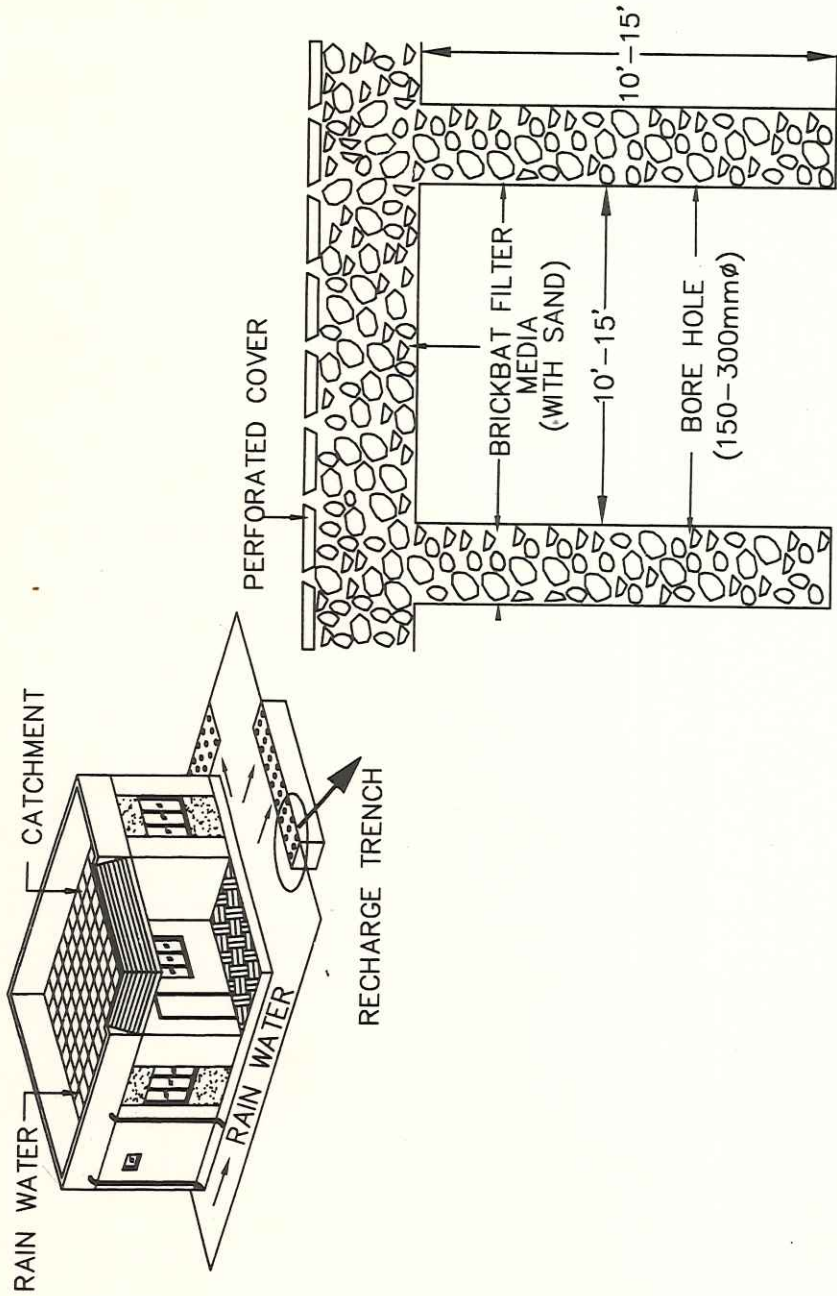 RAIN WATER
CATCHMENT
RAIN WATER
RECHARGE TRENCH
PERFORATED COVER
BRICKBAT FILTER
MEDIA
(WITH SAND)
10'-15'
10'-15'
BORE HOLE
(150-300mmø)